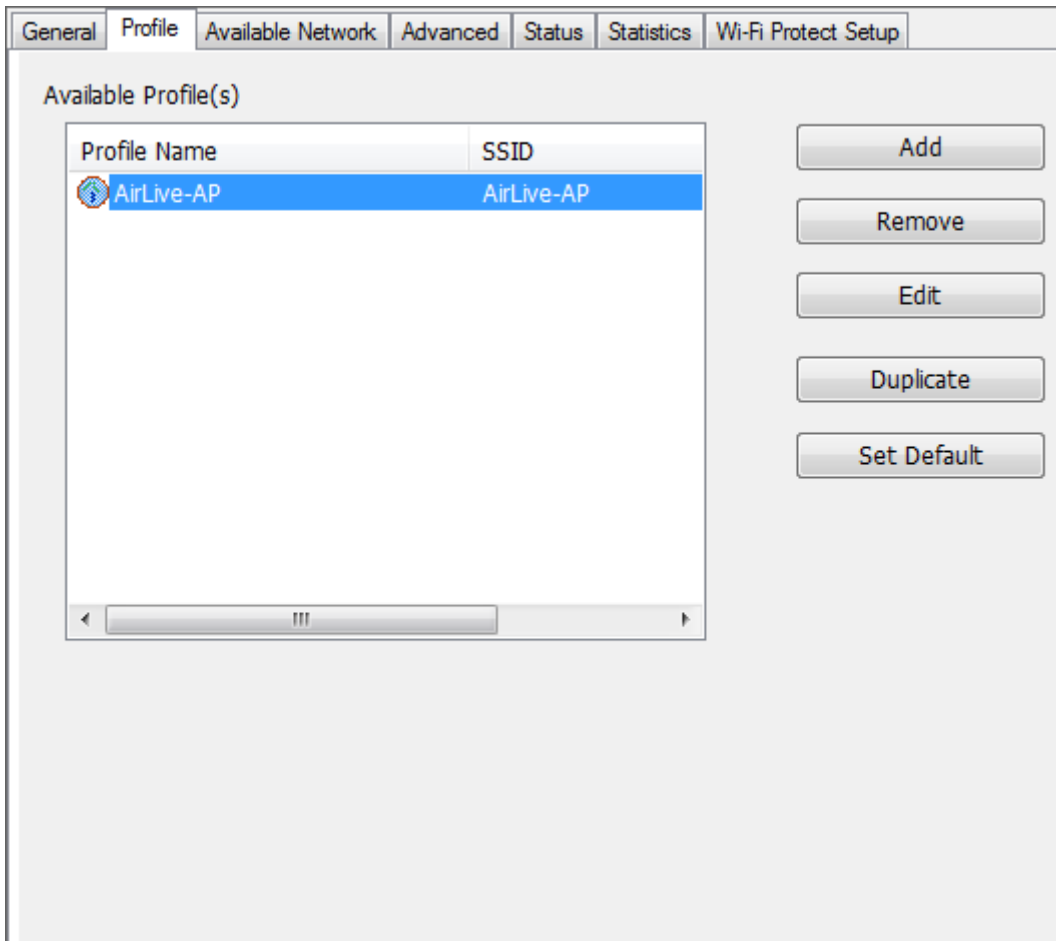 General Profile Available Network Advanced Status Statistics Wi-Fi Protect Setup
Available Profile(s)
Profile Name SSID
AirLive-AP AirLive-AP
Add
Remove
Edit
Duplicate
Set Default